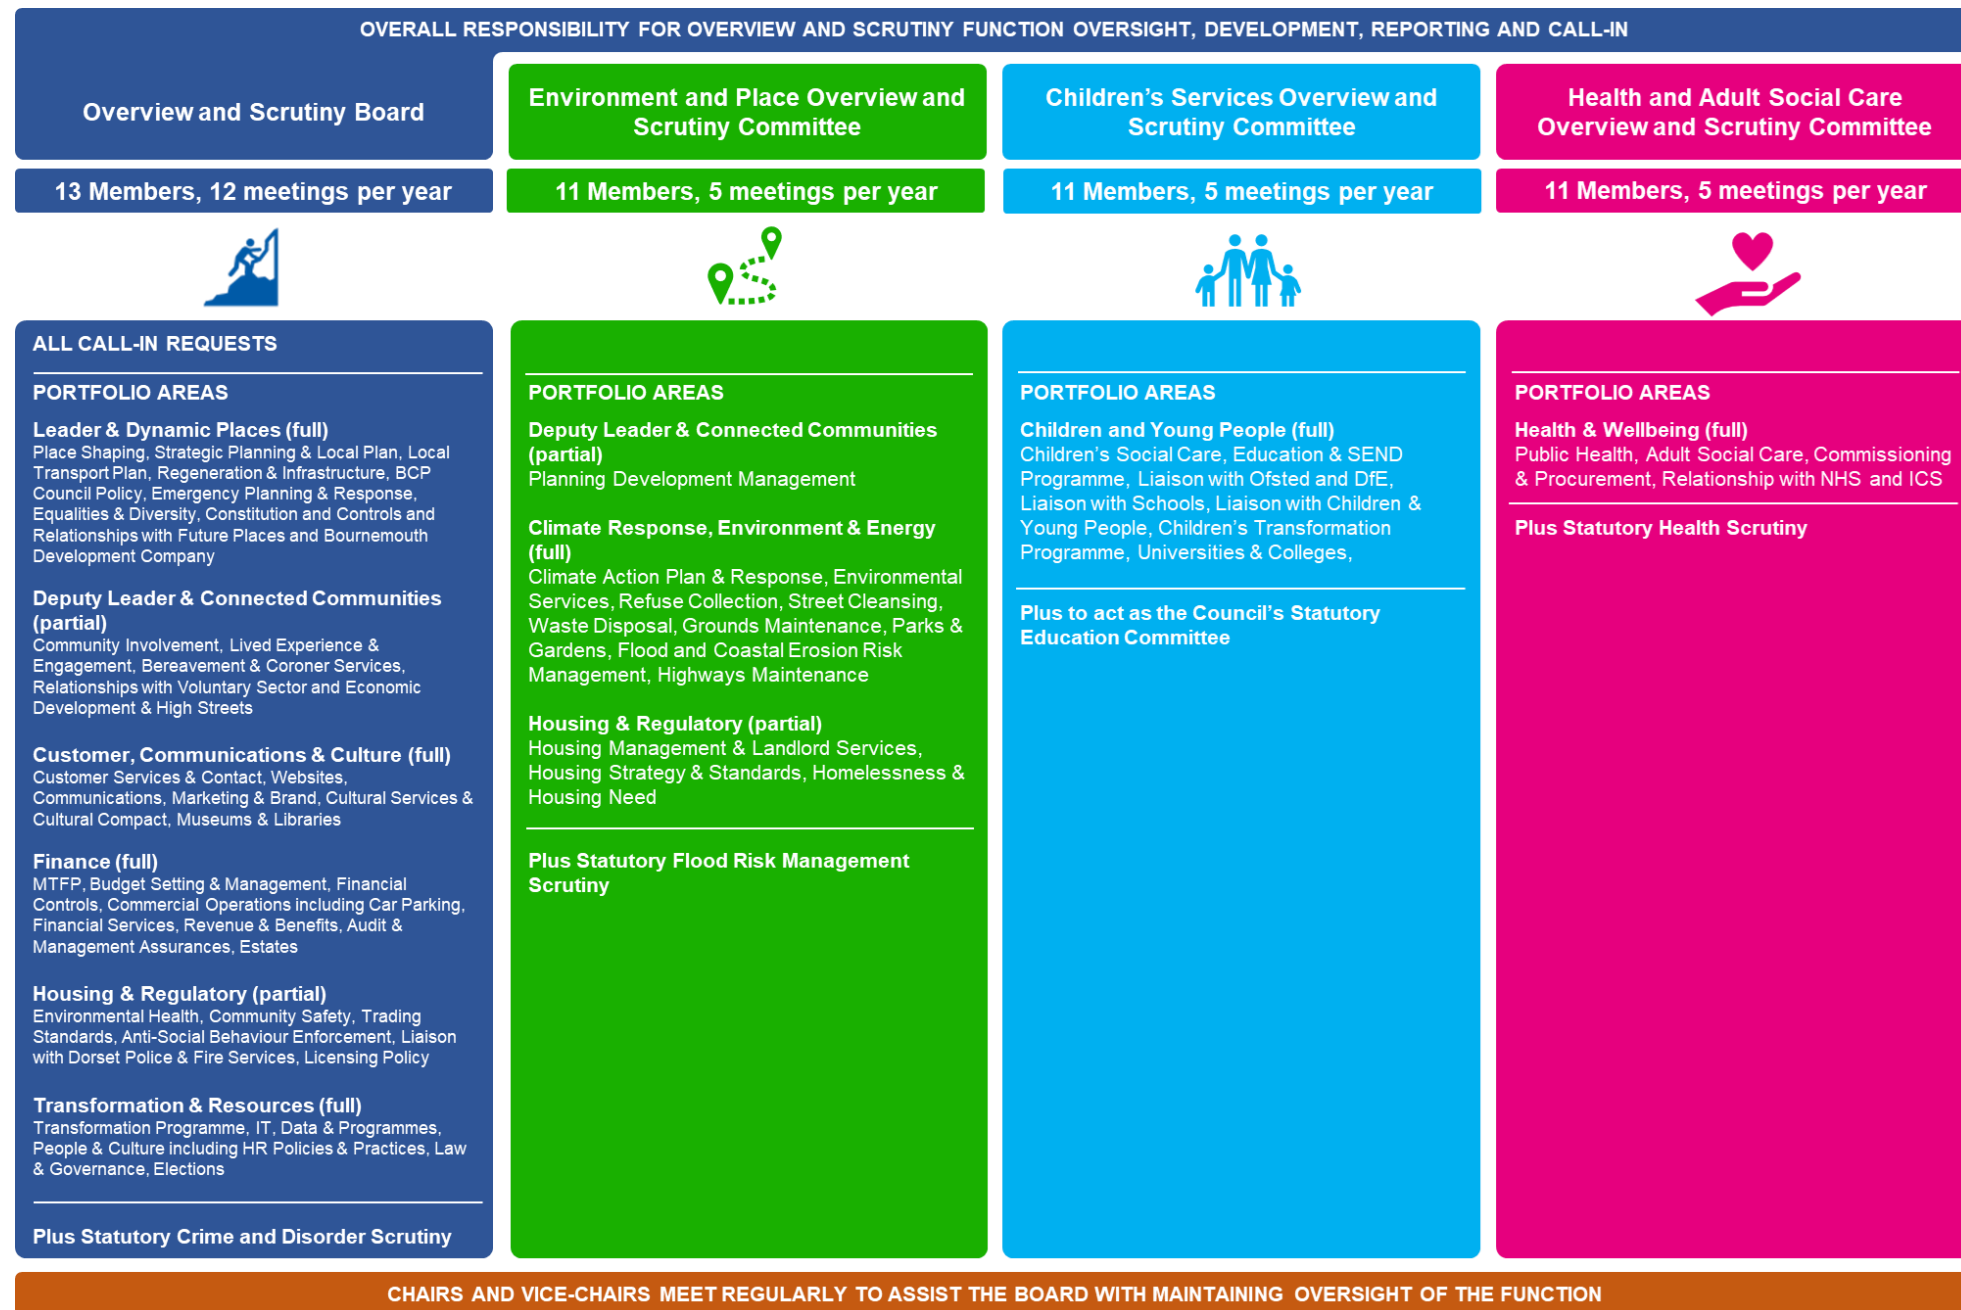 OVERALL RESPONSIBILITY FOR OVERVIEW AND SCRUTINY FUNCTION OVERSIGHT, DEVELOPMENT, REPORTING AND CALL-IN
Overview and Scrutiny Board
13 Members, 12 meetings per year
ALL CALL-IN REQUESTS
PORTFOLIO AREAS
Leader & Dynamic Places (full)
Place Shaping, Strategic Planning & Local Plan, Local
Transport Plan, Regeneration & Infrastructure, BCP
Council Policy, Emergency Planning & Response,
Equalities & Diversity, Constitution and Controls and
Relationships with Future Places and Bournemouth
Development Company
Deputy Leader & Connected Communities
(partial)
Community Involvement, Lived Experience &
Engagement, Bereavement & Coroner Services,
Relationships with Voluntary Sector and Economic
Development & High Streets
Customer, Communications & Culture (full)
Customer Services & Contact, Websites,
Communications, Marketing & Brand, Cultural Services &
Cultural Compact, Museums & Libraries
Finance (full)
MTFP, Budget Setting & Management, Financial
Controls, Commercial Operations including Car Parking,
Financial Services, Revenue & Benefits, Audit &
Management Assurances, Estates
Housing & Regulatory (partial)
Environmental Health, Community Safety, Trading
Standards, Anti-Social Behaviour Enforcement, Liaison
with Dorset Police & Fire Services, Licensing Policy
Transformation & Resources (full)
Transformation Programme, IT, Data & Programmes,
People & Culture including HR Policies & Practices, Law
& Governance, Elections
Plus Statutory Crime and Disorder Scrutiny
Environment and Place Overview and
Scrutiny Committee
11 Members, 5 meetings per year
PORTFOLIO AREAS
Deputy Leader & Connected Communities
(partial)
Planning Development Management
Climate Response, Environment & Energy
(full)
Climate Action Plan & Response, Environmental
Services, Refuse Collection, Street Cleansing,
Waste Disposal, Grounds Maintenance, Parks &
Gardens, Flood and Coastal Erosion Risk
Management, Highways Maintenance
Housing & Regulatory (partial)
Housing Management & Landlord Services,
Housing Strategy & Standards, Homelessness &
Housing Need
Plus Statutory Flood Risk Management
Scrutiny
Children’s Services Overview and
Scrutiny Committee
11 Members, 5 meetings per year
PORTFOLIO AREAS
Children and Young People (full)
Children’s Social Care, Education & SEND
Programme, Liaison with Ofsted and DfE,
Liaison with Schools, Liaison with Children &
Young People, Children’s Transformation
Programme, Universities & Colleges,
Plus to act as the Council’s Statutory
Education Committee
Health and Adult Social Care
Overview and Scrutiny Committee
11 Members, 5 meetings per year
PORTFOLIO AREAS
Health & Wellbeing (full)
Public Health, Adult Social Care, Commissioning
& Procurement, Relationship with NHS and ICS
Plus Statutory Health Scrutiny
CHAIRS AND VICE-CHAIRS MEET REGULARLY TO ASSIST THE BOARD WITH MAINTAINING OVERSIGHT OF THE FUNCTION